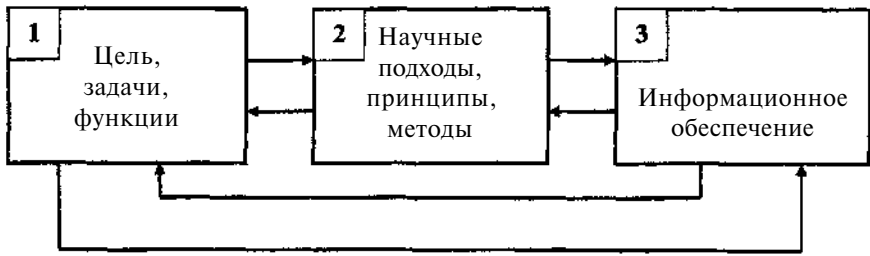 1
Цель,
задачи,
функции
2
Научные
подходы,
принципы,
методы
3
Информационное
обеспечение